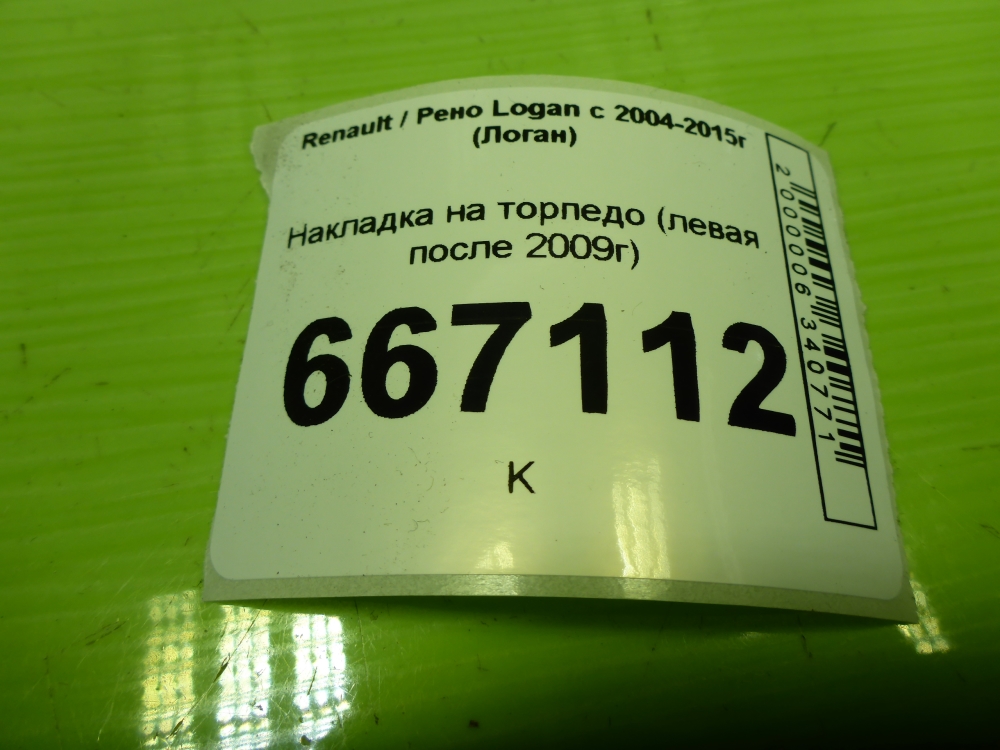 Renault / Рено Logan с 2004-2015г
(Логан)
Накладка на торпедо (левая
после 2009г)
667112
К
2000006340771